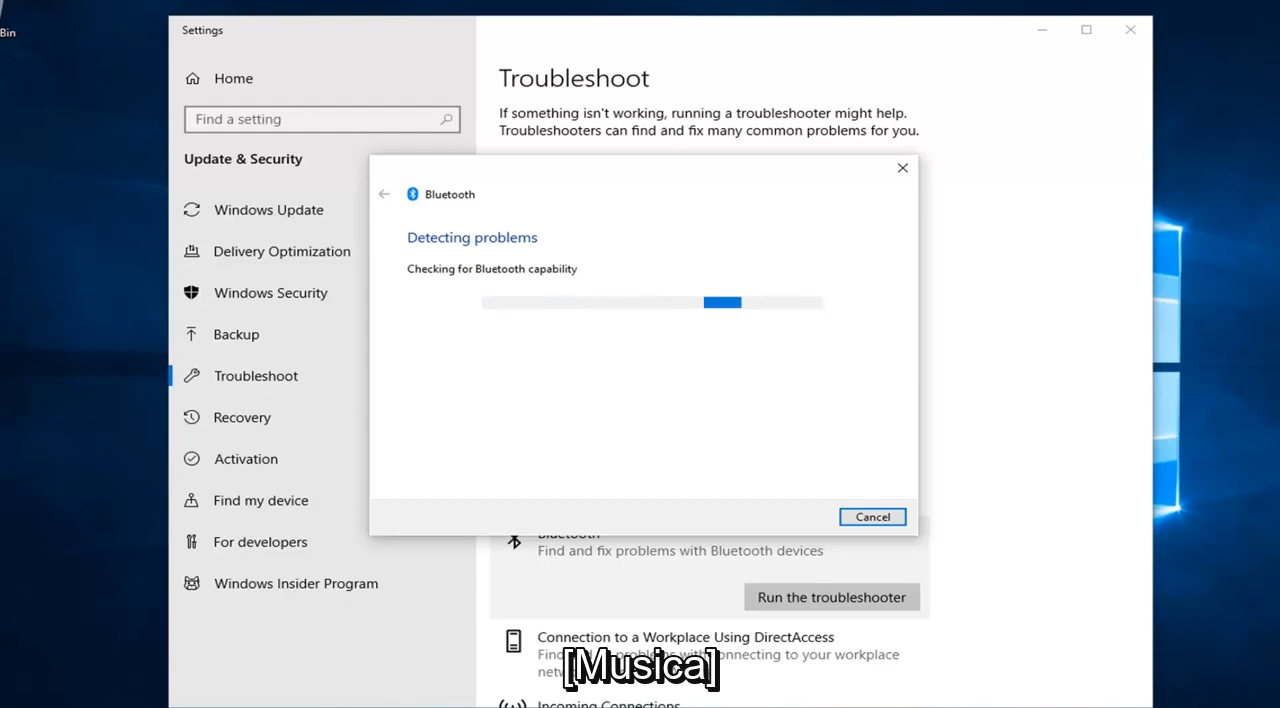 Bin
Settings
Home
Find a setting
Update & Security
Windows Update
Delivery Optimization
Windows Security
Backup
Troubleshoot
Recovery
Activation
Find my device
For developers
Windows Insider Program
Troubleshoot
If something isn't working, running a troubleshooter might help.
Troubleshooters can find and fix many common problems for you.
Bluetooth
Detecting problems
Checking for Bluetooth capability
Cancel
Bluetooth
Find and fix problems with Bluetooth devices
Run the troubleshooter
Connection to a Workplace Using DirectAccess
connecting to your workplace
[Musica]
Incoming Connections